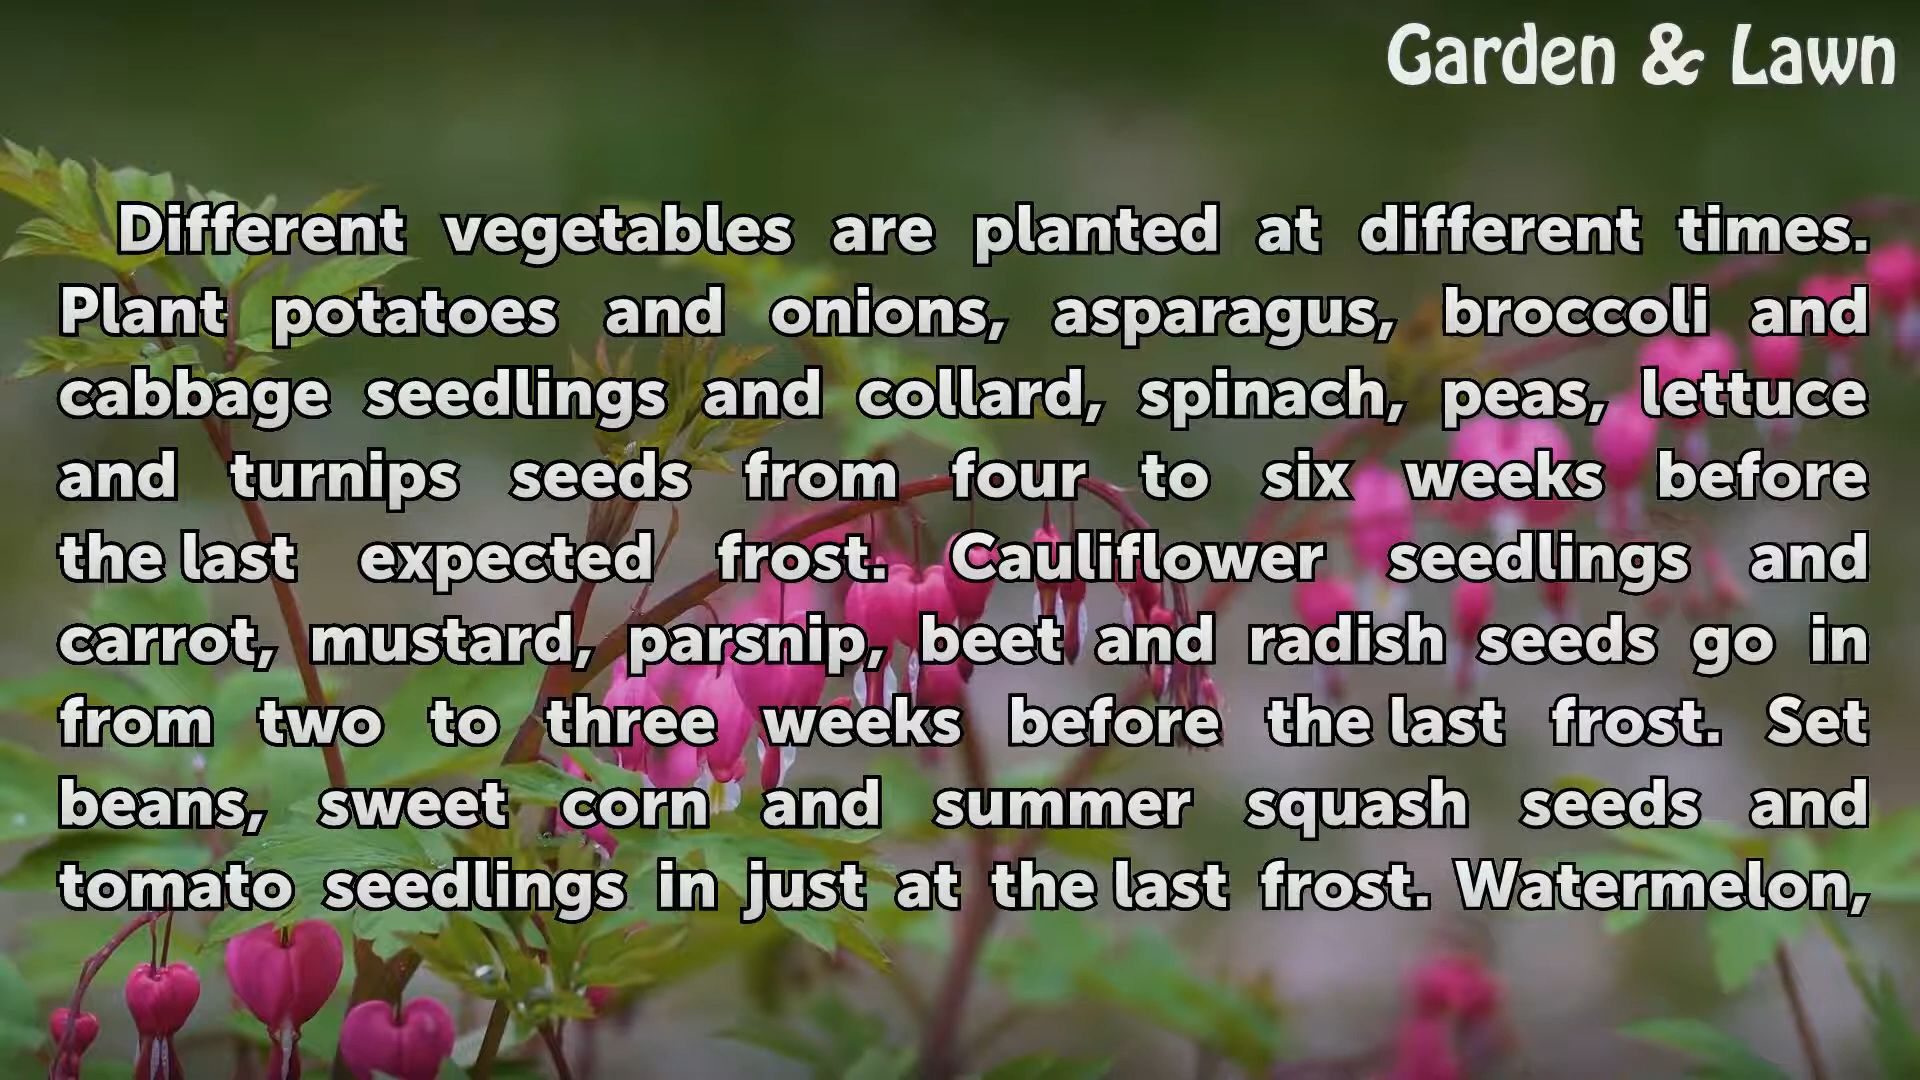 Garden & Lawn
Different vegetables are planted at different times.
Plant potatoes and onions, asparagus, broccoli and
cabbage seedlings and collard, spinach, peas, lettuce
and turnips seeds from four to six weeks before
the last expected frost. Cauliflower seedlings and
carrot, mustard, parsnip, beet and radish seeds go in
from two to three weeks before the last frost. Set
beans, sweet corn and summer squash seeds and
tomato seedlings in just at the last frost. Watermelon,